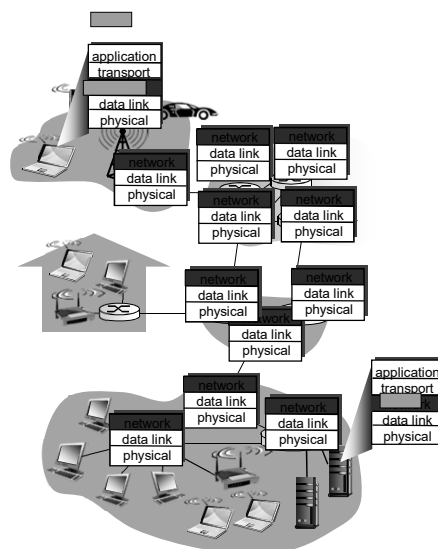 application
transport
data link
physical
network
data link
physical
network
data link
physical
network
data link
physical
network
data link
physical
network
data link
physical
network
data link
physical
network
data link
physical
network
data link
physical
application
transport
data link
physical
network
data link
physical
network
data link
physical
network
data link
physical